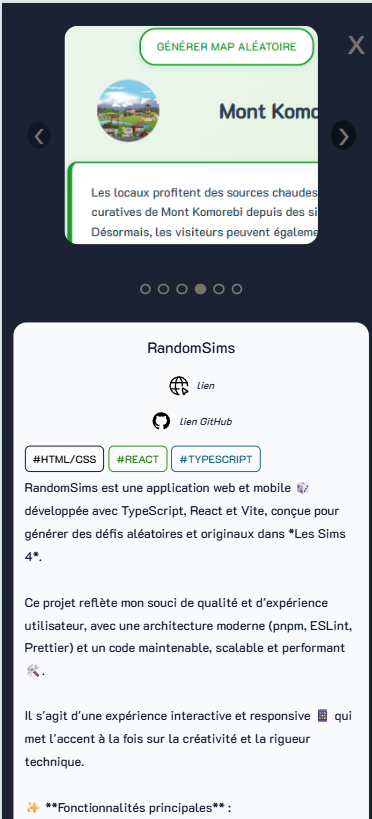 GÉNÉRER MAP ALÉATOIRE
X
Mont Komo
Les locaux profitent des sources chaudes
curatives de Mont Komorebi depuis des si
Désormais, les visiteurs peuvent égaleme
RandomSims
lien
lien GitHub
#HTML/CSS #REACT #TYPESCRIPT
RandomSims est une application web et mobile 🎲
développée avec TypeScript, React et Vite, conçue pour
générer des défis aléatoires et originaux dans *Les Sims
4*.
Ce projet reflète mon souci de qualité et d'expérience
utilisateur, avec une architecture moderne (pnpm, ESLint,
Prettier) et un code maintenable, scalable et performant
🛠️.
Il s'agit d'une expérience interactive et responsive 📱 qui
met l'accent à la fois sur la créativité et la rigueur
technique.
✨ **Fonctionnalités principales** :